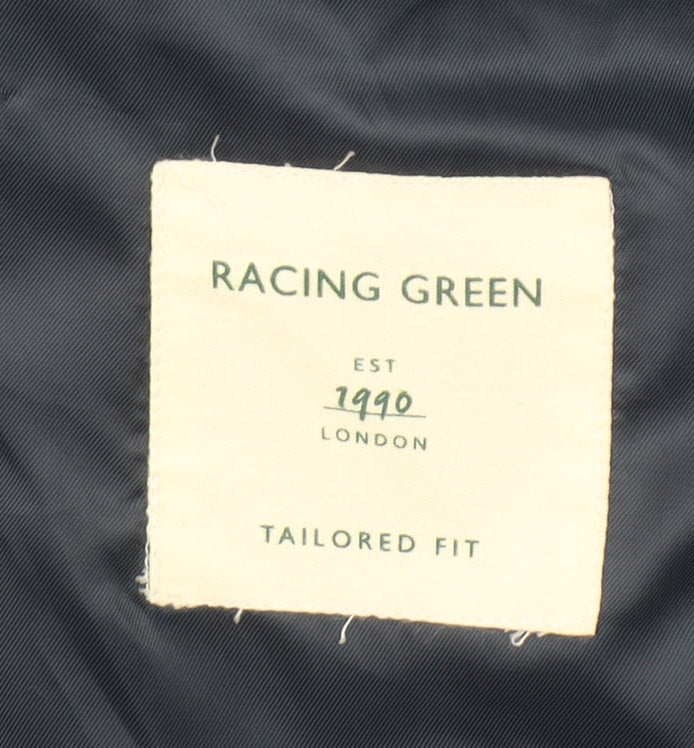 RACING GREEN
EST
1990
LONDON
TAILORED FIT